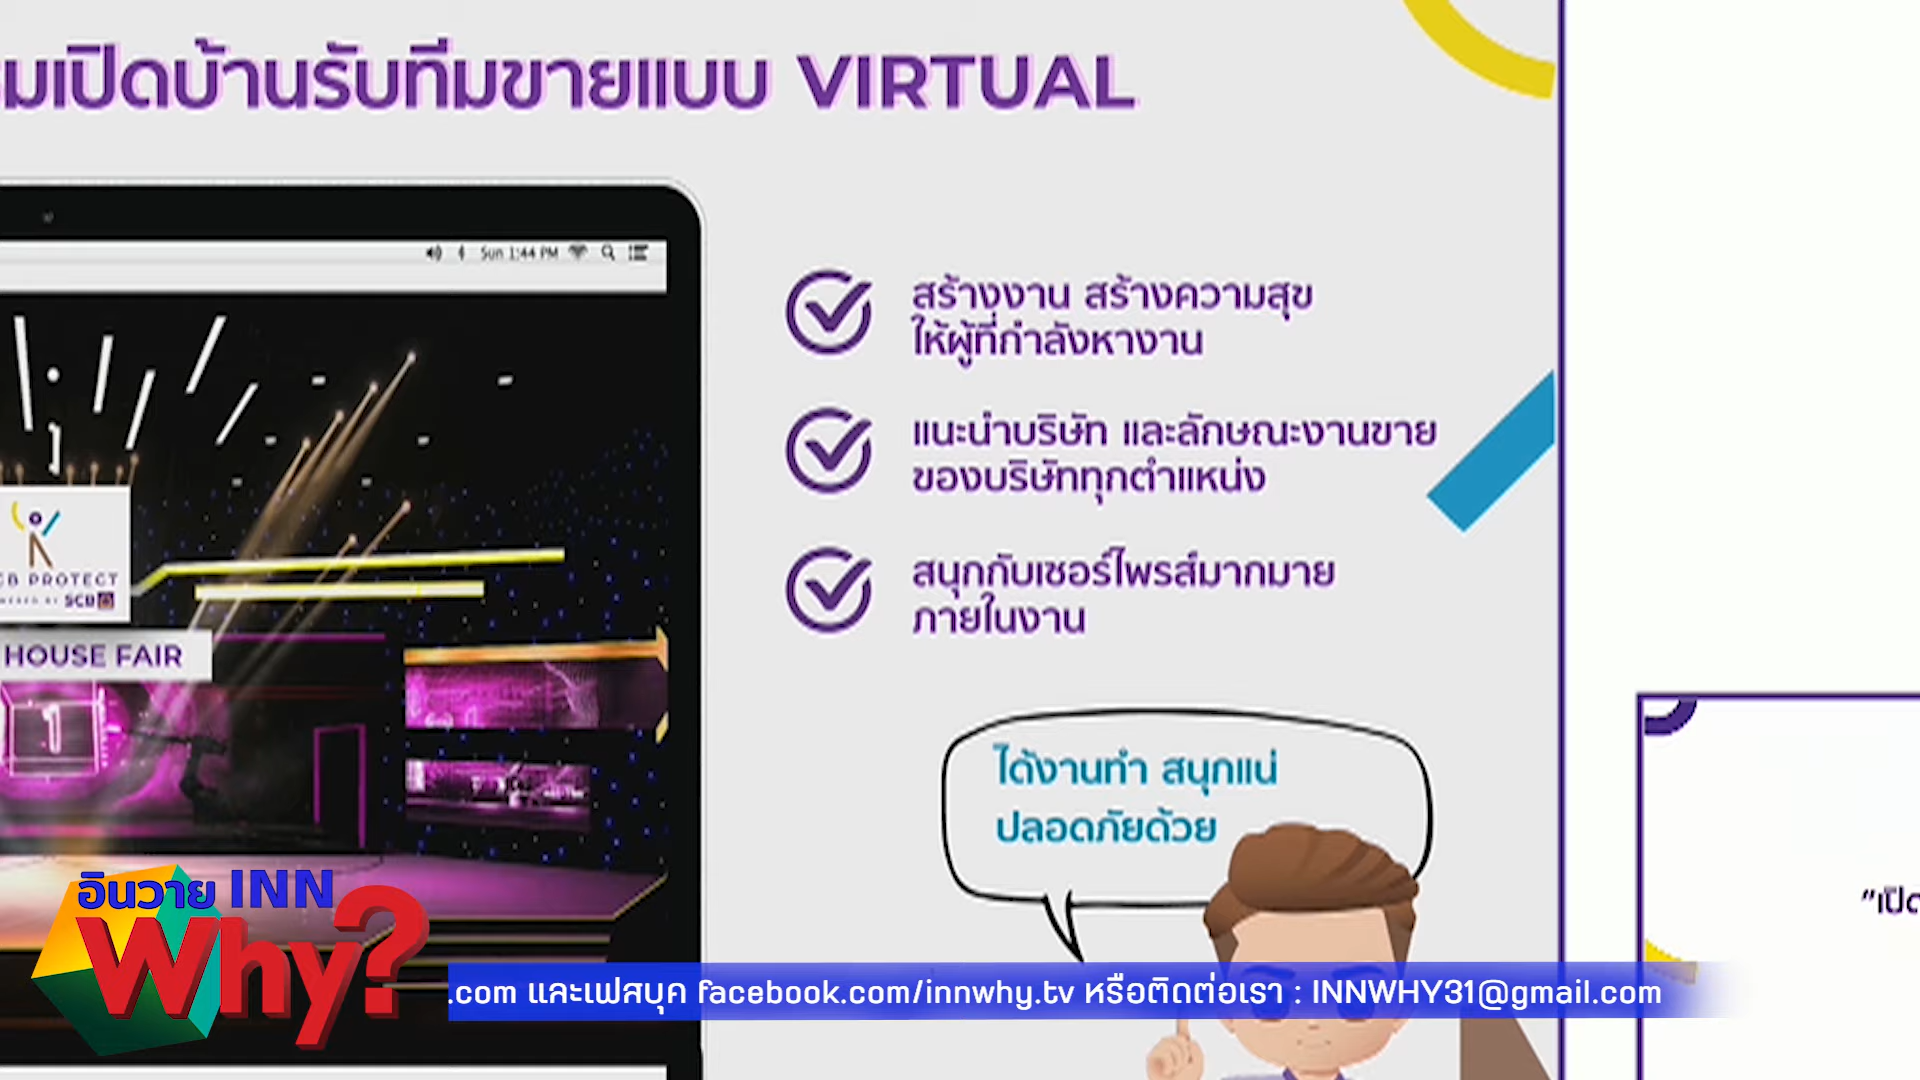 มเปิดบ้านรับทีมขายแบบ VIRTUAL
Sun 1:44 PM
สร้างงาน สร้างความสุข
ให้ผู้ที่กำลังหางาน
แนะนำบริษัท และลักษณะงานขาย
ของบริษัททุกตำแหน่ง
สนุกกับเซอร์ไพรส์มากมาย
ภายในงาน
CB PROTECT
SCB
HOUSE FAIR
1
ได้งานทำ สนุกแน่
ปลอดภัยด้วย
"เปิด
อินวาย INN
Why?
.com และเฟสบุค facebook.com/innwhy.tv หรือติดต่อเรา : INNWHY31@gmail.com